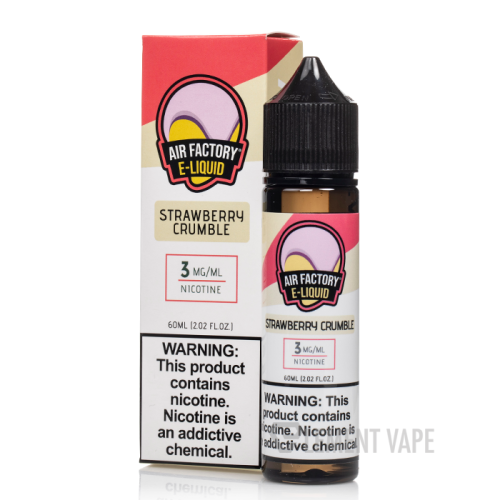 AIR FACTORY
E-LIQUID
STRAWBERRY
CRUMBLE
3 MG/ML
NICOTINE
60ML (2.02 FL.OZ.)
WARNING:
This product
contains
nicotine.
Nicotine is
an addictive
chemical.
AIR FACTORY
E-LIQUID
STRAWBERRY CRUMBLE
3 MG/ML
NICOTINE
60ML (2.02 FL.OZ.)
WARNING:
product contains
icotine. Nicotine is
an addictive
chemical.
VAPE